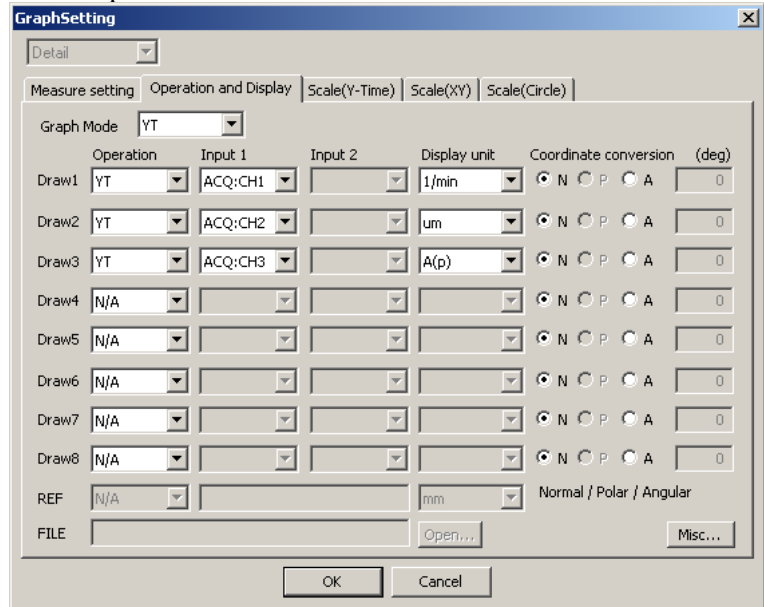 GraphSetting
Detail
Measure setting Operation and Display Scale(Y-Time) Scale(XY) Scale(Circle)
Graph Mode YT
Operation Input 1 Input 2 Display unit Coordinate conversion (deg)
Draw1 YT ACQ:CH1 1/min N P A 0
Draw2 YT ACQ:CH2 um N P A 0
Draw3 YT ACQ:CH3 A(p) N P A 0
Draw4 N/A N P A 0
Draw5 N/A N P A 0
Draw6 N/A N P A 0
Draw7 N/A N P A 0
Draw8 N/A N P A 0
REF N/A mm Normal / Polar / Angular
FILE Open... Misc...
OK Cancel